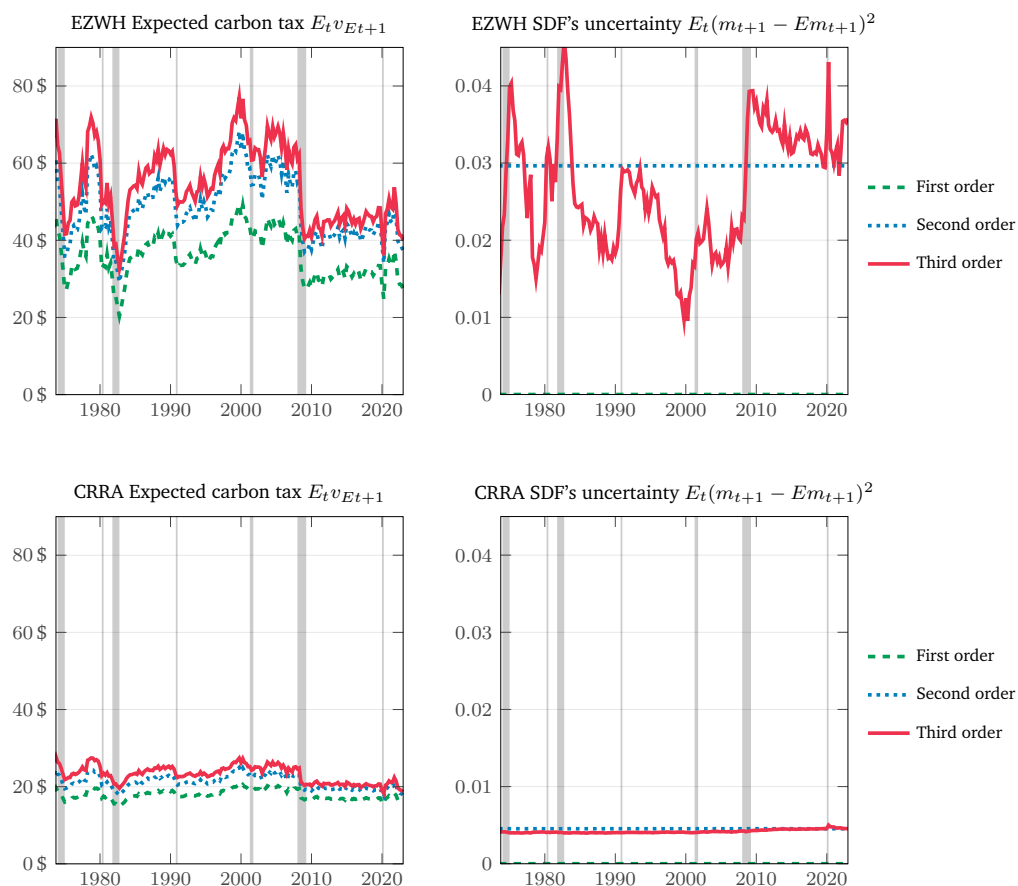 EZWH Expected carbon tax $E_t v_{Et+1}$
80 $
60 $
40 $
20 $
0 $
1980 1990 2000 2010 2020
EZWH SDF's uncertainty $E_t(m_{t+1} - Em_{t+1})^2$
0.04
0.03
0.02
0.01
0
1980 1990 2000 2010 2020
First order
Second order
Third order
CRRA Expected carbon tax $E_t v_{Et+1}$
80 $
60 $
40 $
20 $
0 $
1980 1990 2000 2010 2020
CRRA SDF's uncertainty $E_t(m_{t+1} - Em_{t+1})^2$
0.04
0.03
0.02
0.01
0
1980 1990 2000 2010 2020
First order
Second order
Third order